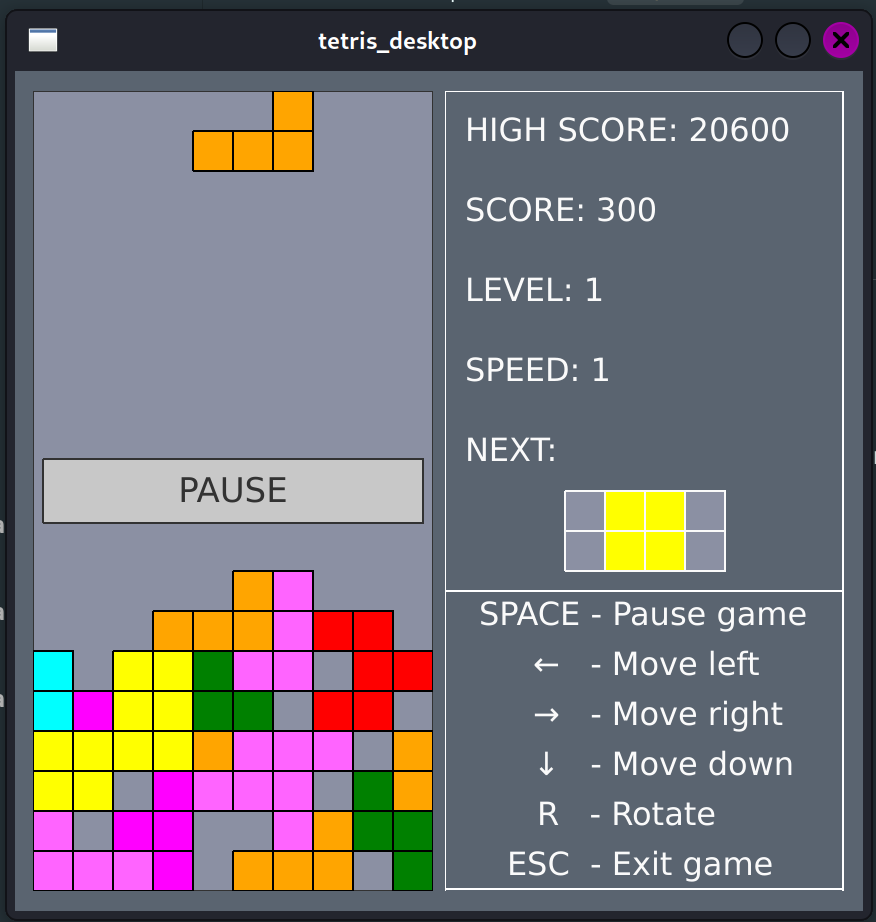 tetris_desktop
HIGH SCORE: 20600
SCORE: 300
LEVEL: 1
SPEED: 1
NEXT:
PAUSE
SPACE - Pause game
← - Move left
→ - Move right
↓ - Move down
R - Rotate
ESC - Exit game